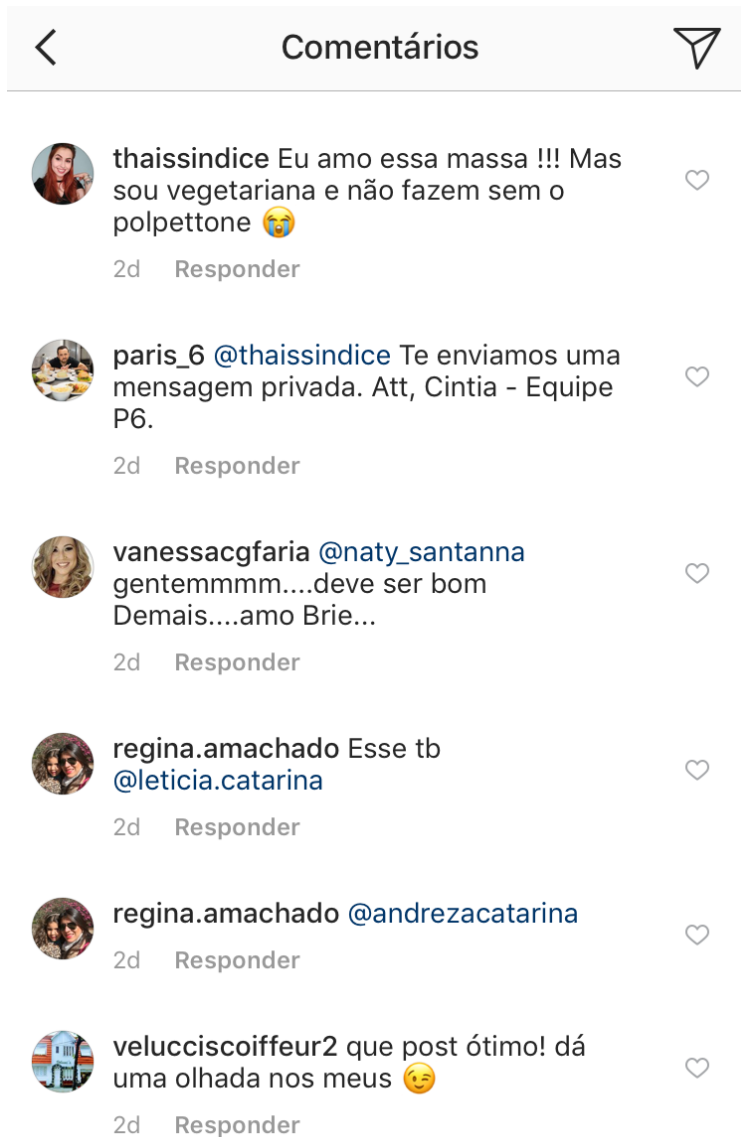 Comentários
thaissindice Eu amo essa massa !!! Mas
sou vegetariana e não fazem sem o
polpettone 😭
2d Responder
paris_6 @thaissindice Te enviamos uma
mensagem privada. Att, Cintia - Equipe
P6.
2d Responder
vanessacgfaria @naty_santanna
gentemmmm....deve ser bom
Demais....amo Brie...
2d Responder
regina.amachado Esse tb
@leticia.catarina
2d Responder
regina.amachado @andrezacatarina
2d Responder
velucciscoiffeur2 que post ótimo! dá
uma olhada nos meus 😉
2d Responder